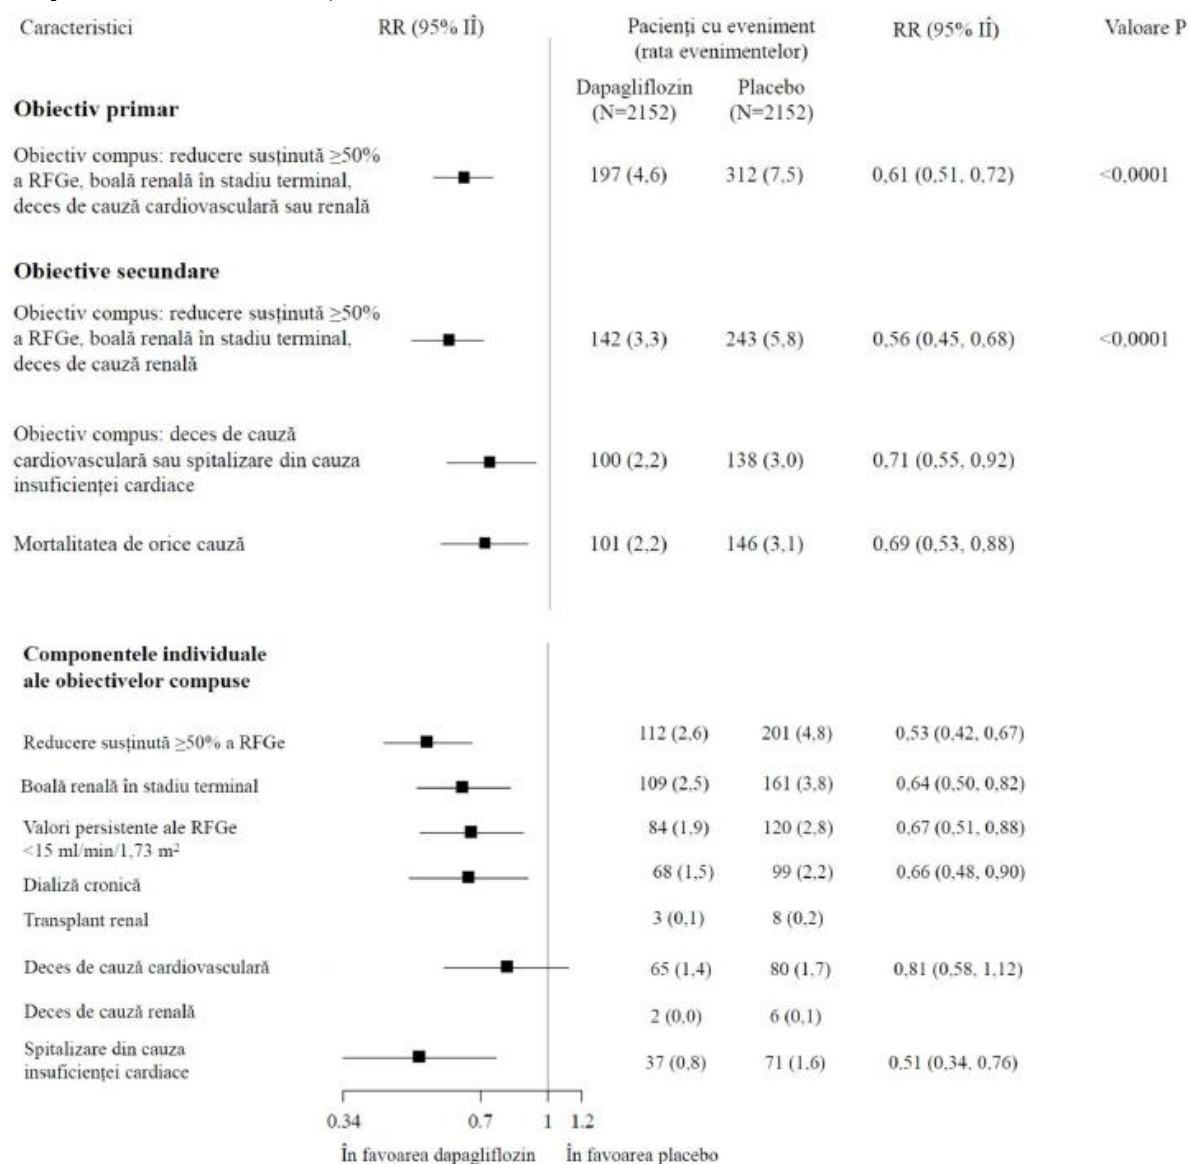 Caracteristici RR (95% IÎ) Pacienți cu eveniment RR (95% IÎ) Valoare P
(rata evenimentelor)
Dapagliflozin Placebo
(N=2152) (N=2152)
Obiectiv primar
Obiectiv compus: reducere susținută ≥50%
a RFGe, boală renală în stadiu terminal, 197 (4,6) 312 (7,5) 0,61 (0,51, 0,72) <0,0001
deces de cauză cardiovasculară sau renală
Obiective secundare
Obiectiv compus: reducere susținută ≥50%
a RFGe, boală renală în stadiu terminal, 142 (3,3) 243 (5,8) 0,56 (0,45, 0,68) <0,0001
deces de cauză renală
Obiectiv compus: deces de cauză
cardiovasculară sau spitalizare din cauza 100 (2,2) 138 (3,0) 0,71 (0,55, 0,92)
insuficienței cardiace
Mortalitatea de orice cauză 101 (2,2) 146 (3,1) 0,69 (0,53, 0,88)
Componentele individuale
ale obiectivelor compuse
Reducere susținută ≥50% a RFGe 112 (2,6) 201 (4,8) 0,53 (0,42, 0,67)
Boală renală în stadiu terminal 109 (2,5) 161 (3,8) 0,64 (0,50, 0,82)
Valori persistente ale RFGe 84 (1,9) 120 (2,8) 0,67 (0,51, 0,88)
<15 ml/min/1,73 m²
Dializă cronică 68 (1,5) 99 (2,2) 0,66 (0,48, 0,90)
Transplant renal 3 (0,1) 8 (0,2)
Deces de cauză cardiovasculară 65 (1,4) 80 (1,7) 0,81 (0,58, 1,12)
Deces de cauză renală 2 (0,0) 6 (0,1)
Spitalizare din cauza 37 (0,8) 71 (1,6) 0,51 (0,34, 0,76)
insuficienței cardiace
0.34 0.7 1 1.2
În favoarea dapagliflozin În favoarea placebo